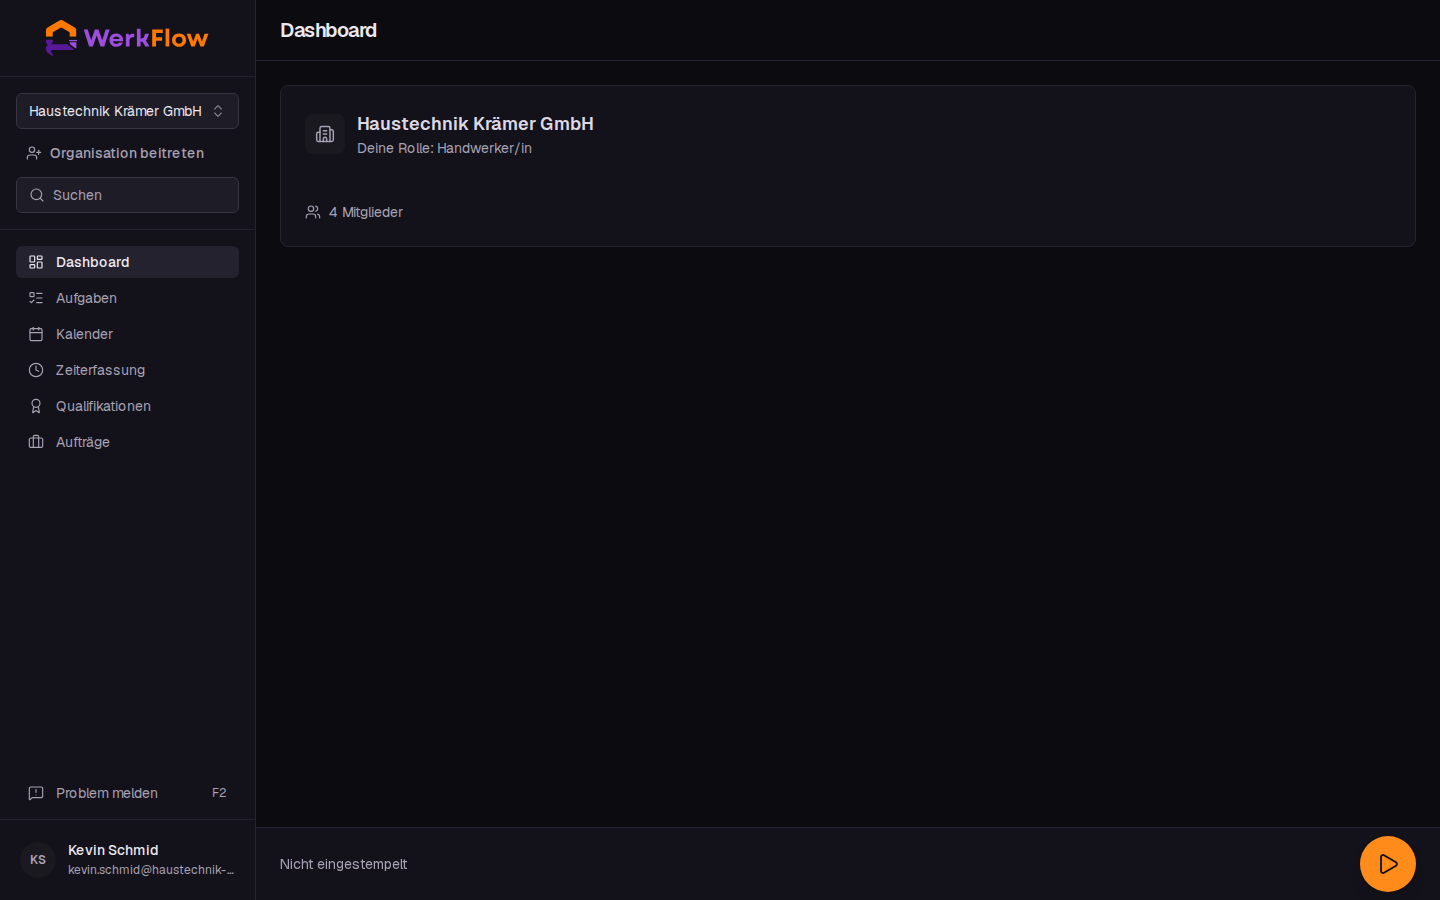 WerkFlow
Haustechnik Krämer GmbH
Organisation beitreten
Suchen
Dashboard
Aufgaben
Kalender
Zeiterfassung
Qualifikationen
Aufträge
Problem melden F2
KS
Kevin Schmid
kevin.schmid@haustechnik-...
Dashboard
Haustechnik Krämer GmbH
Deine Rolle: Handwerker/in
4 Mitglieder
Nicht eingestempelt